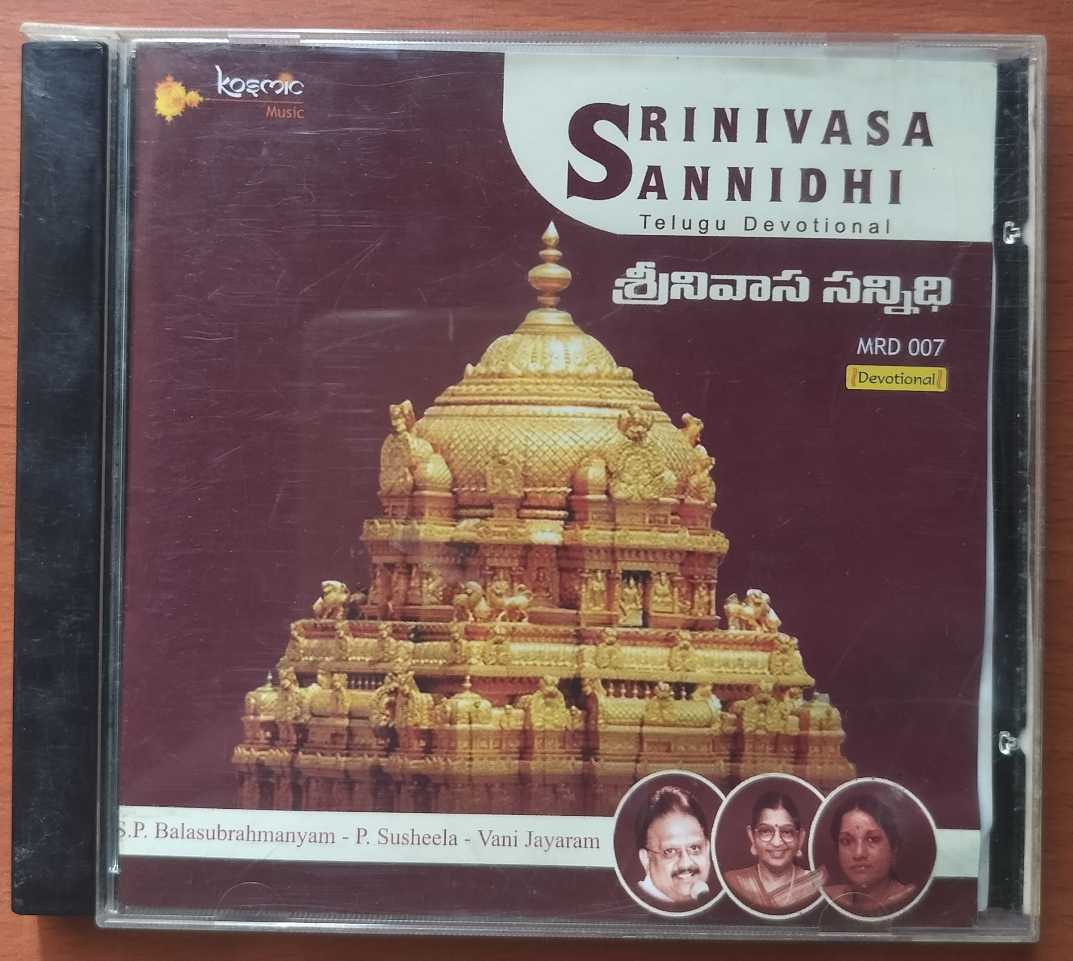 kosmic
Music
SRINIVASA
SANNIDHI
Telugu Devotional
శ్రీనివాస సన్నిధి
MRD 007
Devotional
S.P. Balasubrahmanyam - P. Susheela - Vani Jayaram